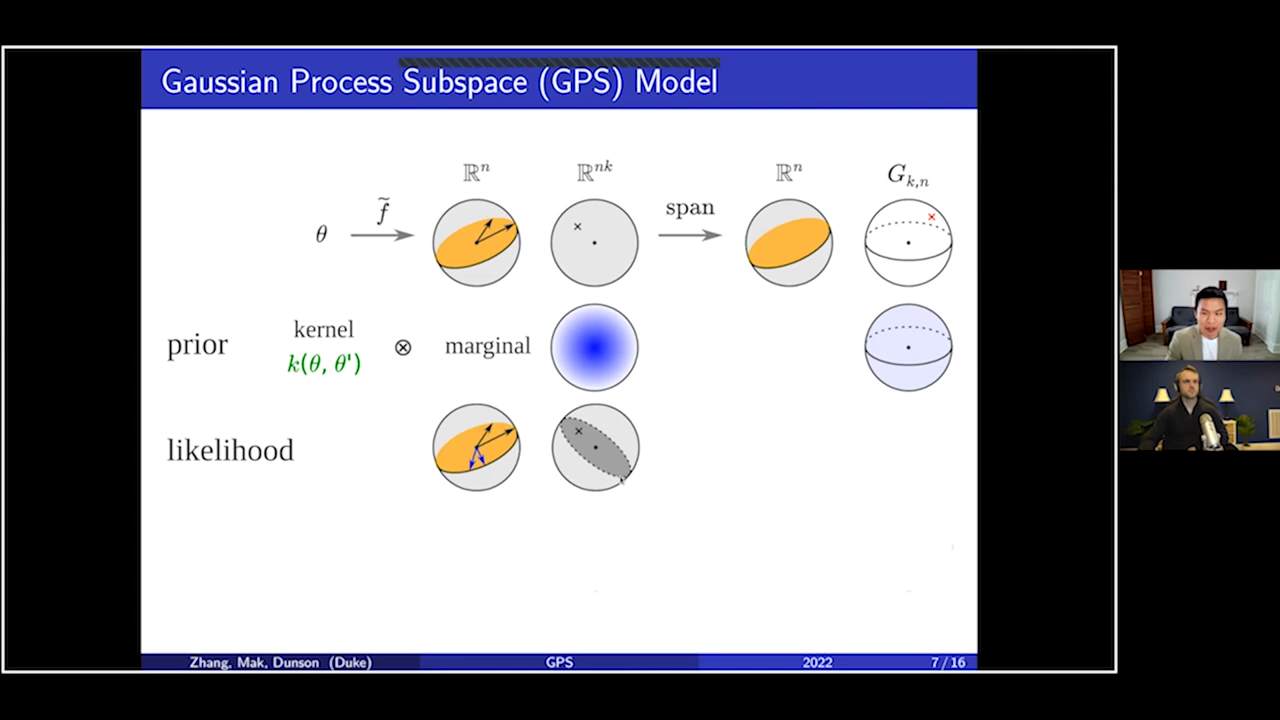 Gaussian Process Subspace (GPS) Model
ℝⁿ ℝⁿᵏ ℝⁿ G_{k,n}
θ f̃ span
prior kernel ⊗ marginal
k(θ, θ')
likelihood
Zhang, Mak, Dunson (Duke) GPS 2022 7 / 16